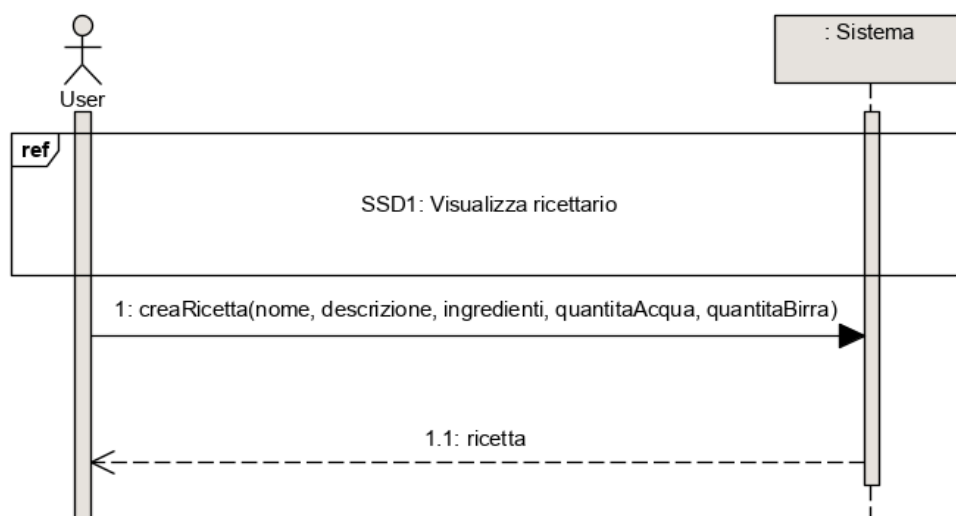 : Sistema
User
ref
SSD1: Visualizza ricettario
1: creaRicetta(nome, descrizione, ingredienti, quantitaAcqua, quantitaBirra)
1.1: ricetta